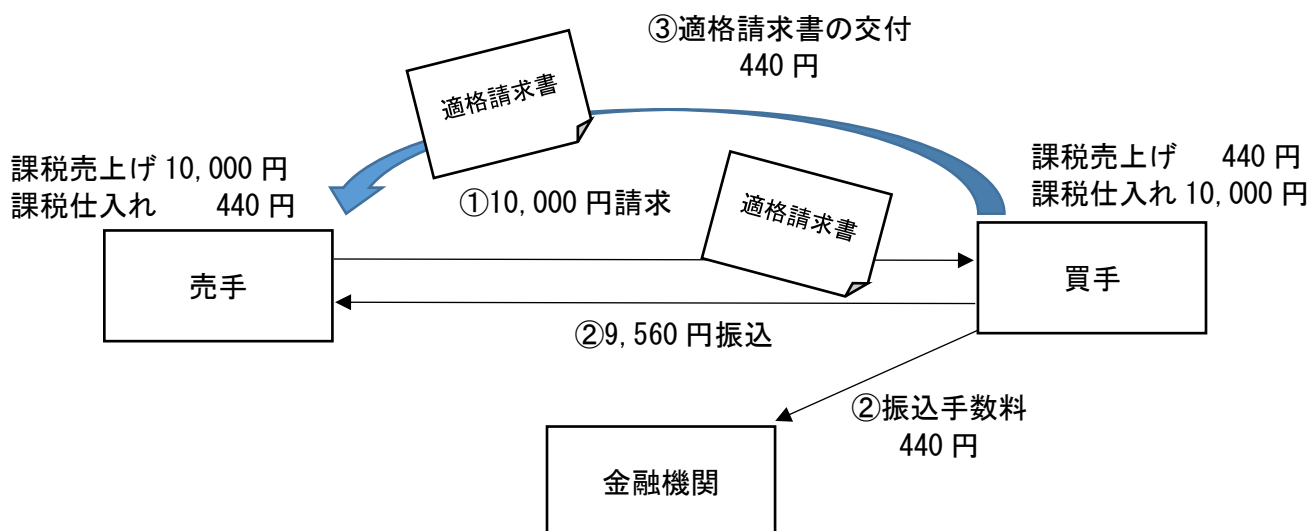 ③適格請求書の交付
440 円
適格請求書
課税売上げ 10,000 円
課税仕入れ 440 円
①10,000 円請求
適格請求書
課税売上げ 440 円
課税仕入れ 10,000 円
売手
買手
②9,560 円振込
②振込手数料
440 円
金融機関